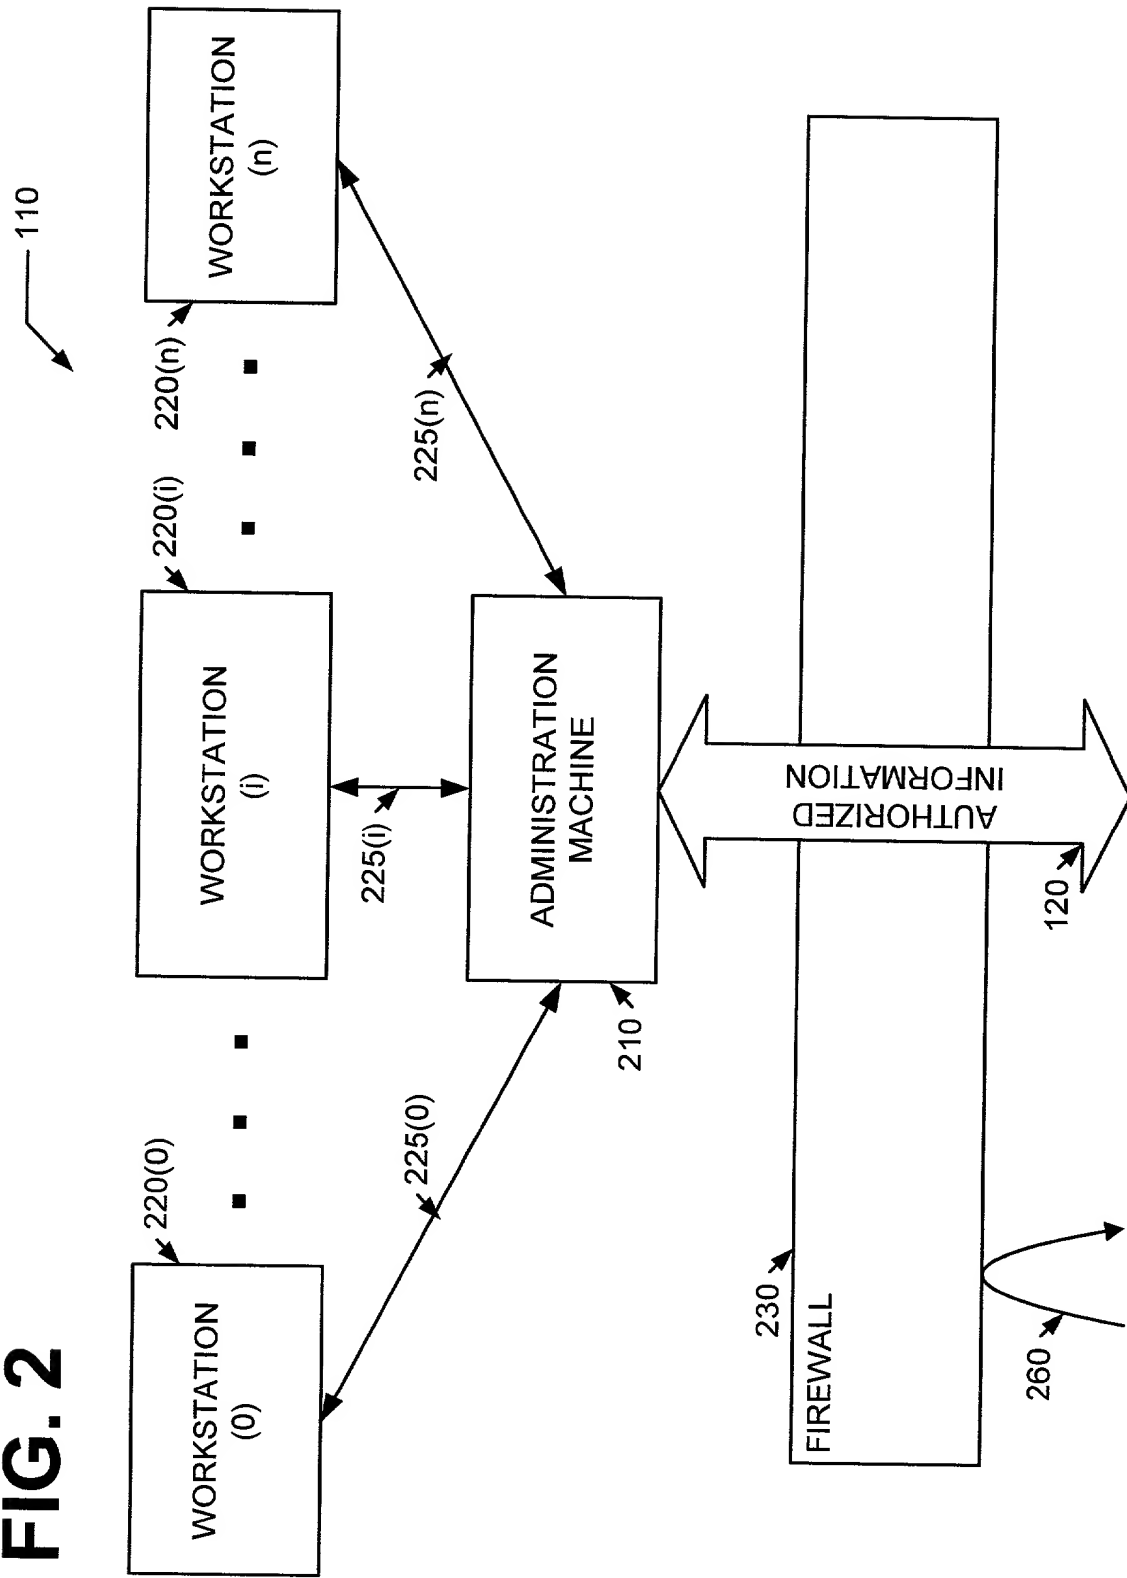 FIG. 2
110
WORKSTATION
(0)
220(0)
WORKSTATION
(i)
220(i)
WORKSTATION
(n)
220(n)
225(0)
225(i)
225(n)
ADMINISTRATION
MACHINE
210
FIREWALL
230
AUTHORIZED
INFORMATION
120
260